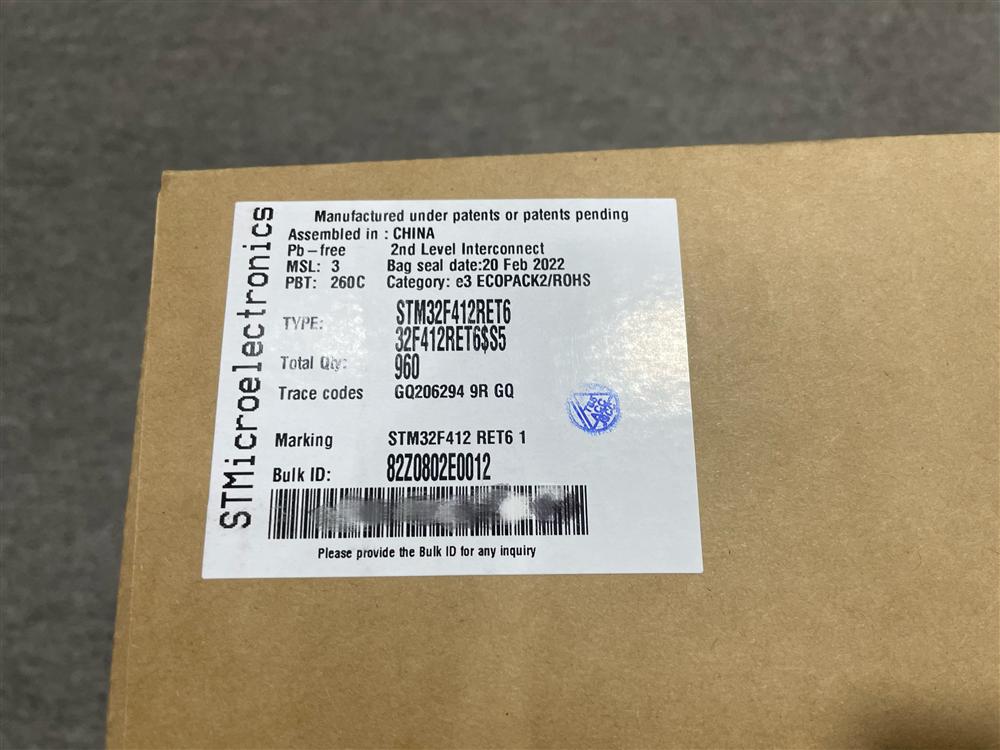 STMicroelectronics
Manufactured under patents or patents pending
Assembled in : CHINA
Pb-free 2nd Level Interconnect
MSL: 3 Bag seal date:20 Feb 2022
PBT: 260C Category: e3 ECOPACK2/ROHS
TYPE: STM32F412RET6
32F412RET6$S5
Total Qty: 960
Trace codes GQ206294 9R GQ
Marking STM32F412 RET6 1
Bulk ID: 82Z0802E0012
Please provide the Bulk ID for any inquiry